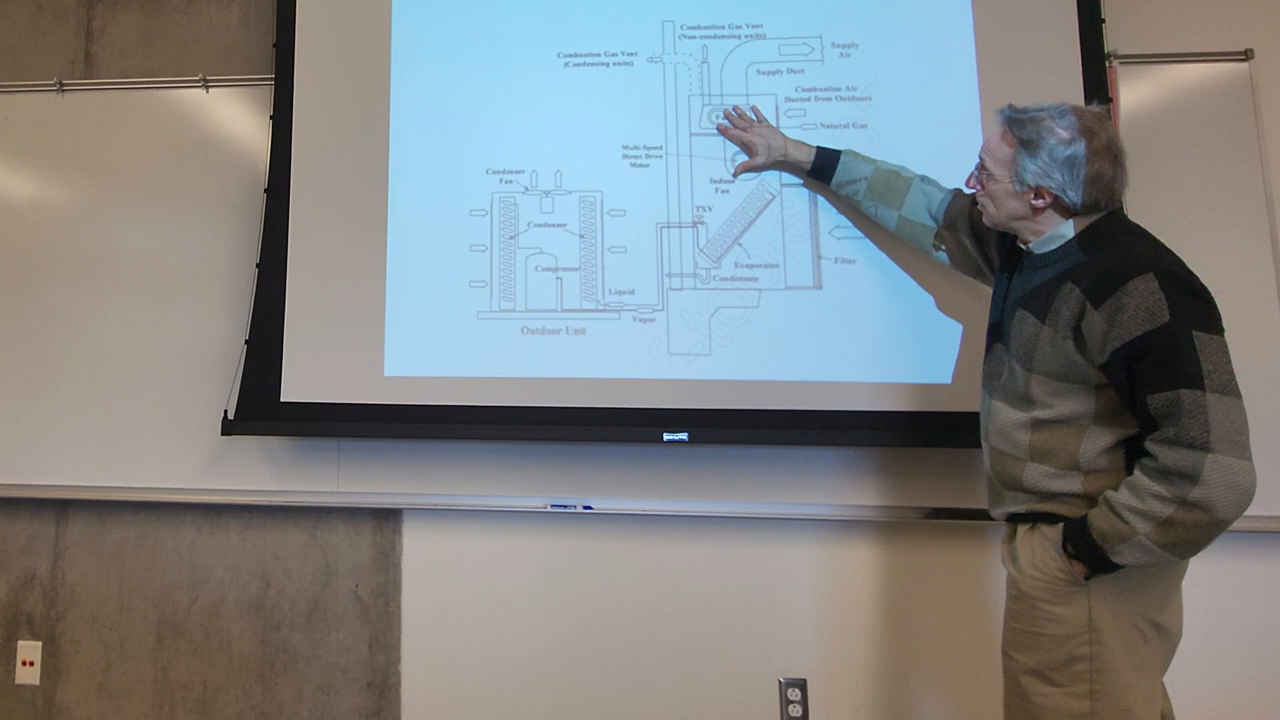 Combustion Gas Vent
(Non-condensing units)
Combustion Gas Vent
(Condensing units)
Supply
Air
Supply Duct
Combustion Air
Ducted from Outdoors
Natural Gas
Multi-Speed
Direct Drive
Motor
Indoor
Fan
Return
Condenser
Fan
TXV
Condenser
Evaporator
Filter
Compressor
Condensate
Liquid
Vapor
Outdoor Unit